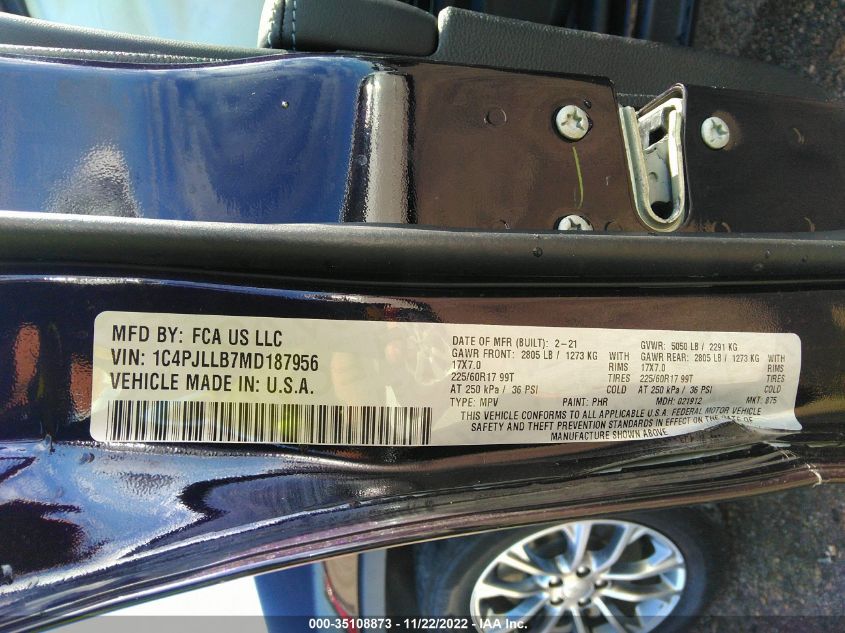 MFD BY: FCA US LLC
VIN: 1C4PJLLB7MD187956
VEHICLE MADE IN: U.S.A.
DATE OF MFR (BUILT): 2-21 GVWR: 5050 LB / 2291 KG
GAWR FRONT: 2805 LB / 1273 KG WITH GAWR REAR: 2805 LB / 1273 KG WITH
17X7.0 RIMS 17X7.0 RIMS
225/60R17 99T TIRES 225/60R17 99T TIRES
AT 250 kPa / 36 PSI COLD AT 250 kPa / 36 PSI COLD
TYPE: MPV PAINT: PHR MDH: 021912 MKT: 875
THIS VEHICLE CONFORMS TO ALL APPLICABLE U.S.A. FEDERAL MOTOR VEHICLE
SAFETY AND THEFT PREVENTION STANDARDS IN EFFECT ON THE DATE OF
MANUFACTURE SHOWN ABOVE.
000-35108873 - 11/22/2022 - ©IAA Inc.